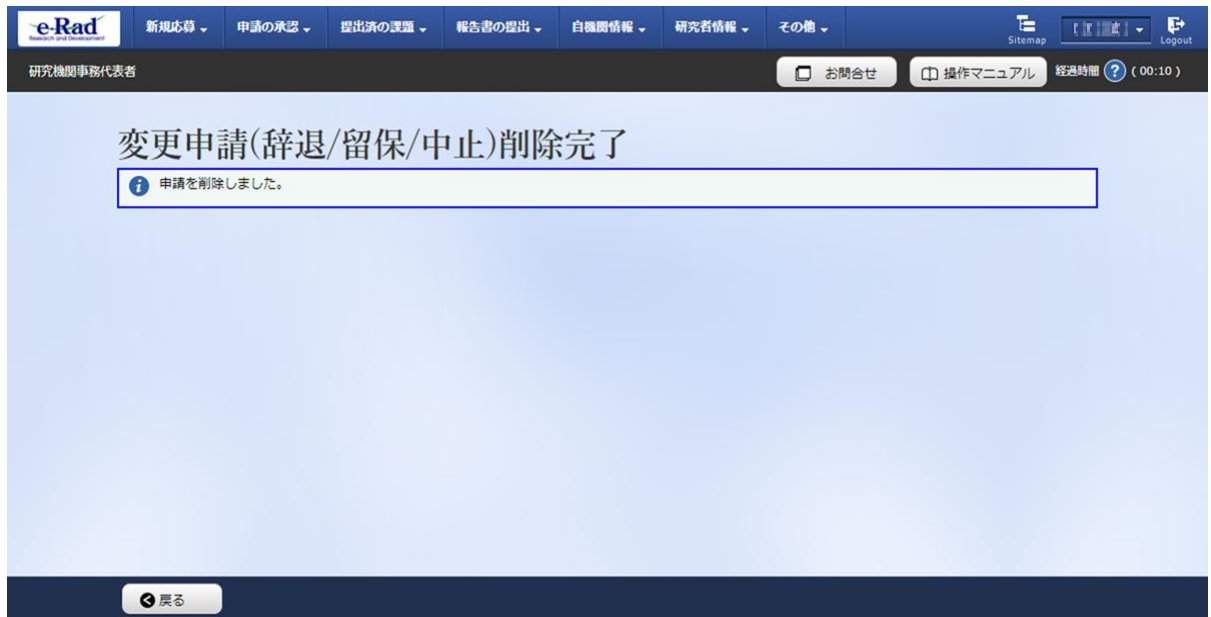 e-Rad
Research and Development
新規応募
申請の承認
提出済の課題
報告書の提出
自機関情報
研究者情報
その他
Sitemap
Logout
研究機関事務代表者
お問合せ
操作マニュアル
経過時間 ? ( 00:10 )
変更申請(辞退/留保/中止)削除完了
i 申請を削除しました。
戻る